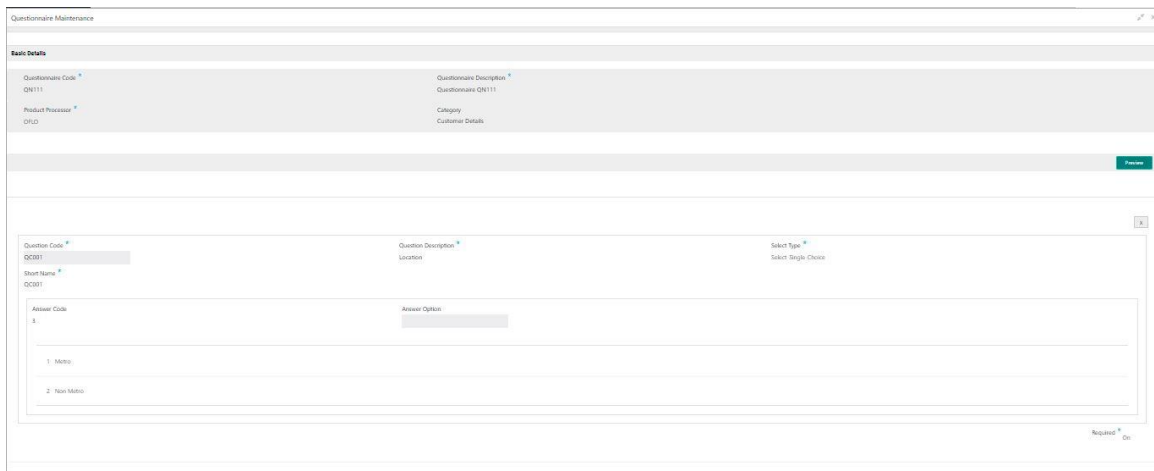 Questionnaire Maintenance
Basic Details
Questionnaire Code *
Questionnaire Description *
QN111
Questionnaire QN111
Product Processor *
Category
OFLO
Customer Details
Preview
x
Question Code *
Question Description *
Select Type *
QC001
Location
Select Single Choice
Short Name *
QC001
Answer Code
Answer Option
3
1 Metro
2 Non Metro
Required *
On